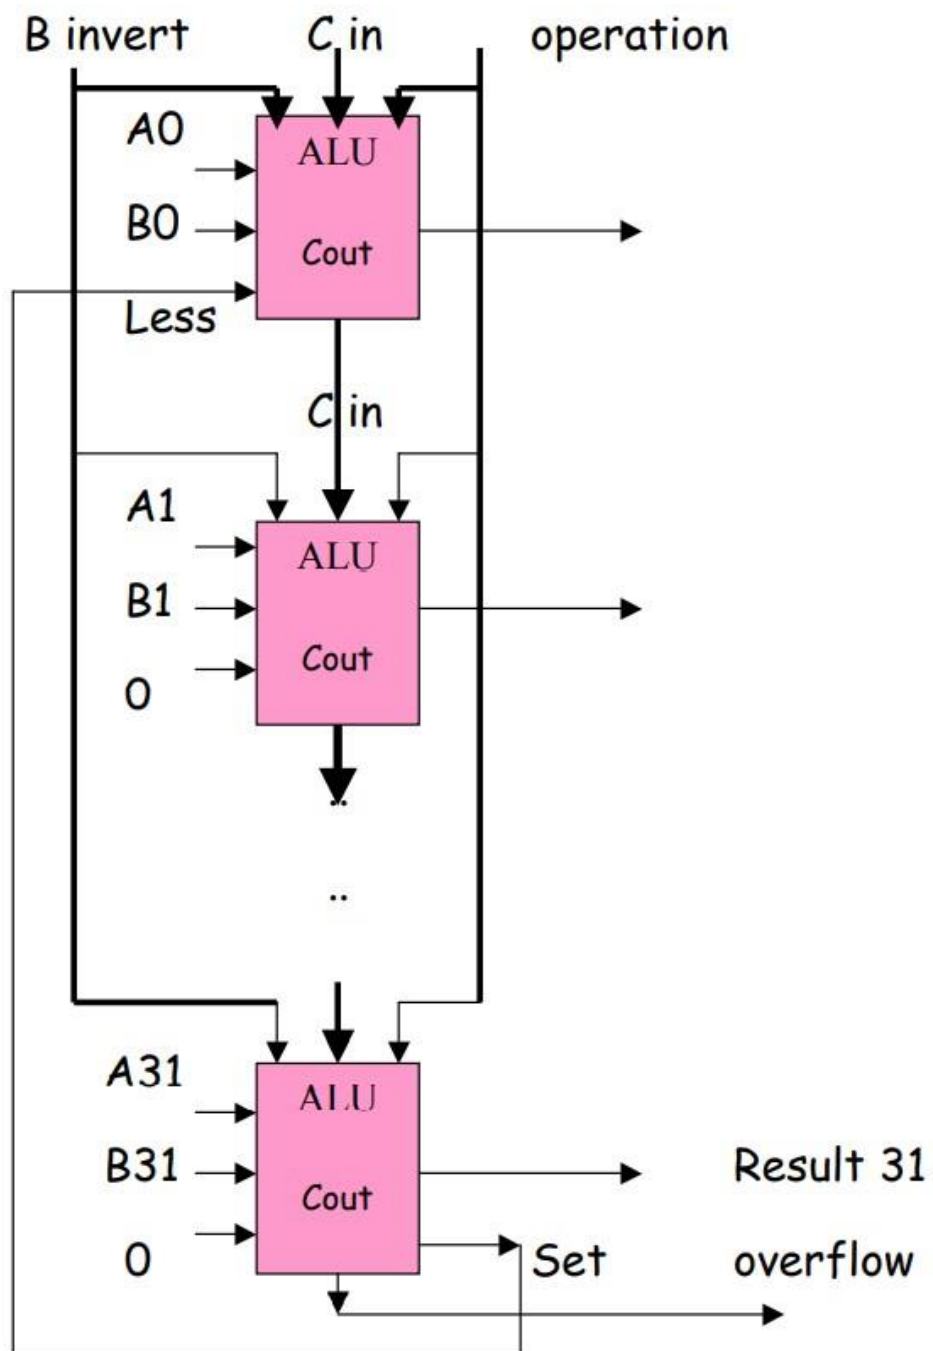 B invert C in operation
A0
ALU
B0
Cout
Less
C in
A1
ALU
B1
Cout
0
..
..
A31
ALU
B31
Cout
Result 31
0
Set
overflow